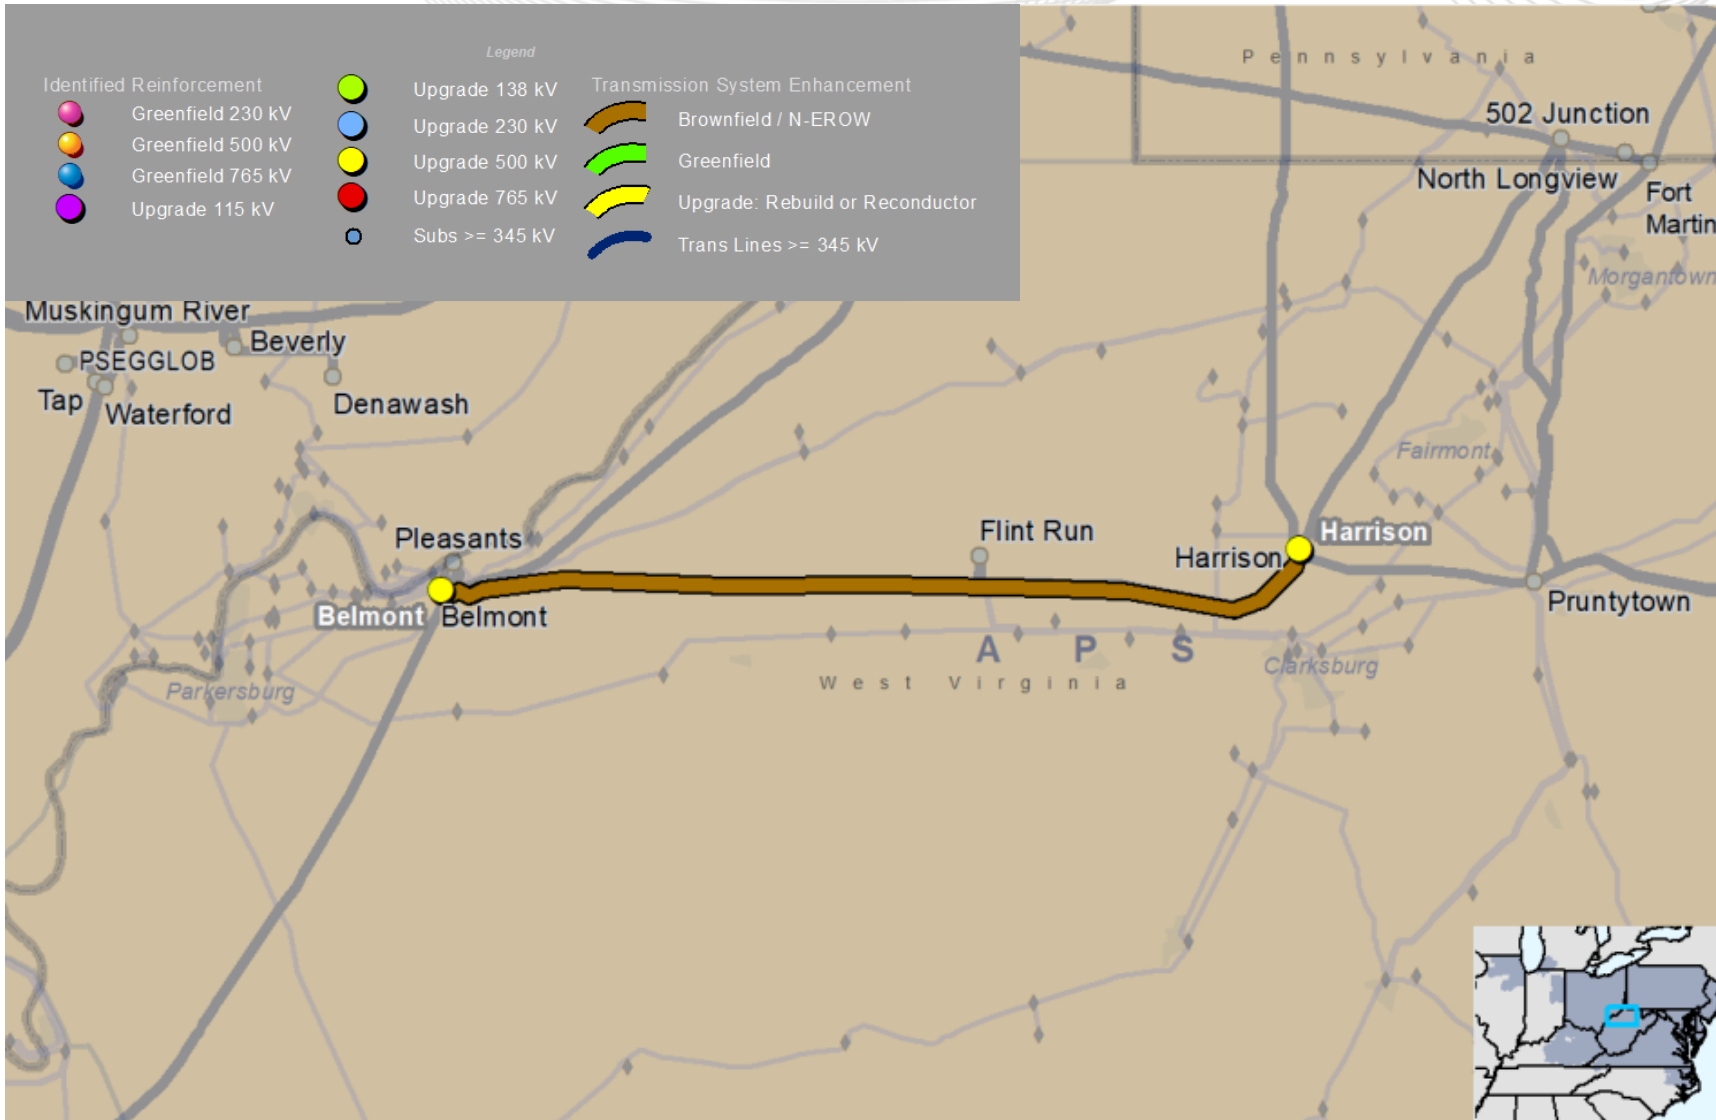 Legend
Identified Reinforcement
Greenfield 230 kV
Greenfield 500 kV
Greenfield 765 kV
Upgrade 115 kV
Upgrade 138 kV
Upgrade 230 kV
Upgrade 500 kV
Upgrade 765 kV
Subs >= 345 kV
Transmission System Enhancement
Brownfield / N-EROW
Greenfield
Upgrade: Rebuild or Reconductor
Trans Lines >= 345 kV
Pennsylvania
502 Junction
North Longview
Fort
Martin
Morgantown
Muskingum River
Beverly
PSEGGLOB
Tap
Waterford
Denawash
Fairmont
Pleasants
Flint Run
Harrison
Harrison
Belmont
Belmont
Pruntytown
A P S
West Virginia
Clarksburg
Parkersburg